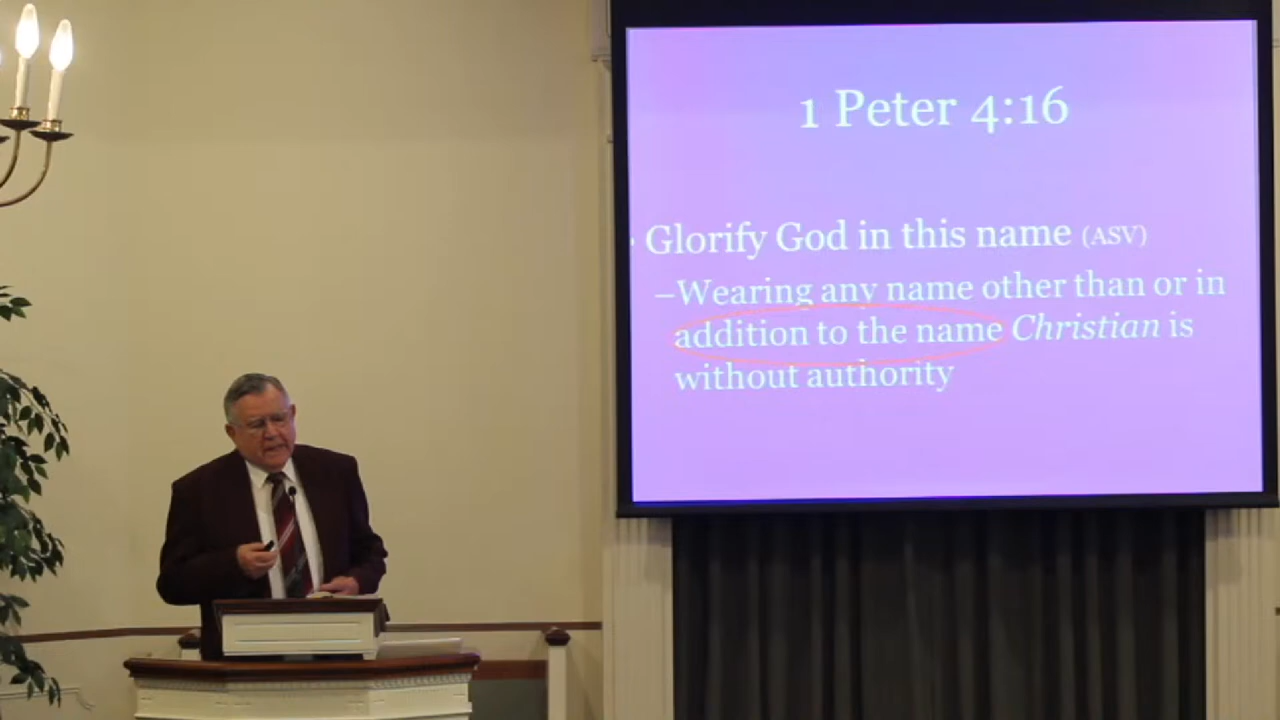 1 Peter 4:16
· Glorify God in this name (ASV)
–Wearing any name other than or in
addition to the name Christian is
without authority